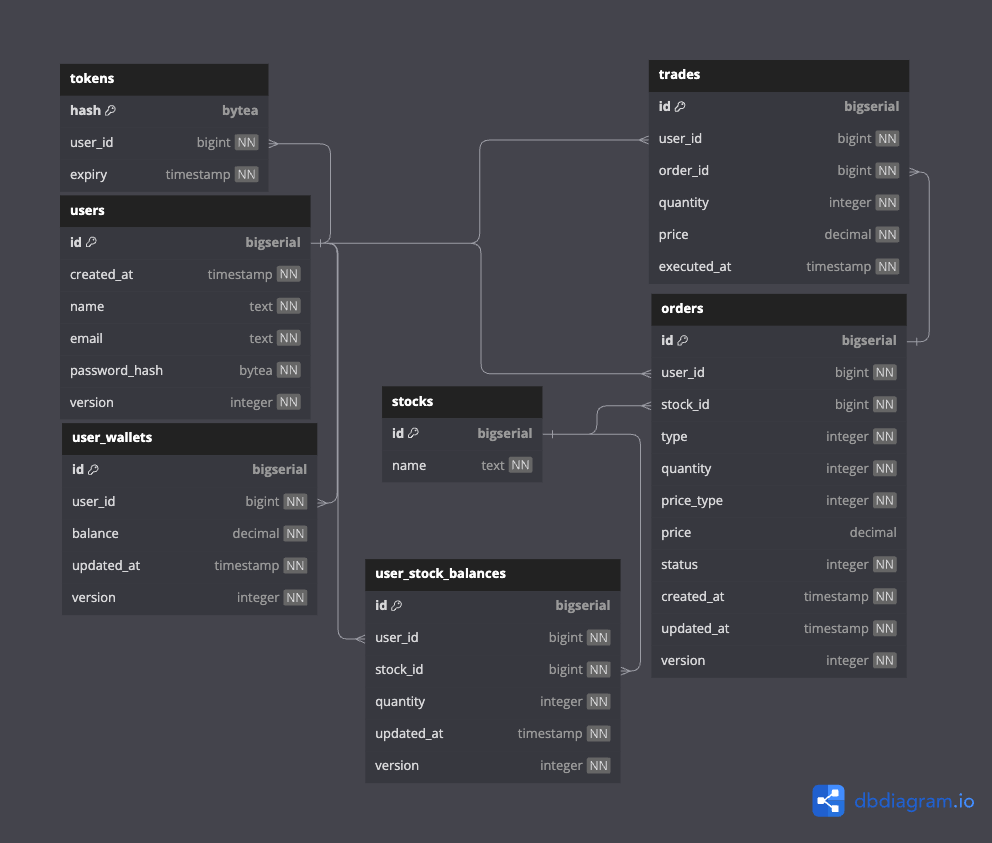 tokens
hash bytea
user_id bigint NN
expiry timestamp NN
users
id bigserial
created_at timestamp NN
name text NN
email text NN
password_hash bytea NN
version integer NN
user_wallets
id bigserial
user_id bigint NN
balance decimal NN
updated_at timestamp NN
version integer NN
stocks
id bigserial
name text NN
user_stock_balances
id bigserial
user_id bigint NN
stock_id bigint NN
quantity integer NN
updated_at timestamp NN
version integer NN
trades
id bigserial
user_id bigint NN
order_id bigint NN
quantity integer NN
price decimal NN
executed_at timestamp NN
orders
id bigserial
user_id bigint NN
stock_id bigint NN
type integer NN
quantity integer NN
price_type integer NN
price decimal
status integer NN
created_at timestamp NN
updated_at timestamp NN
version integer NN
dbdiagram.io